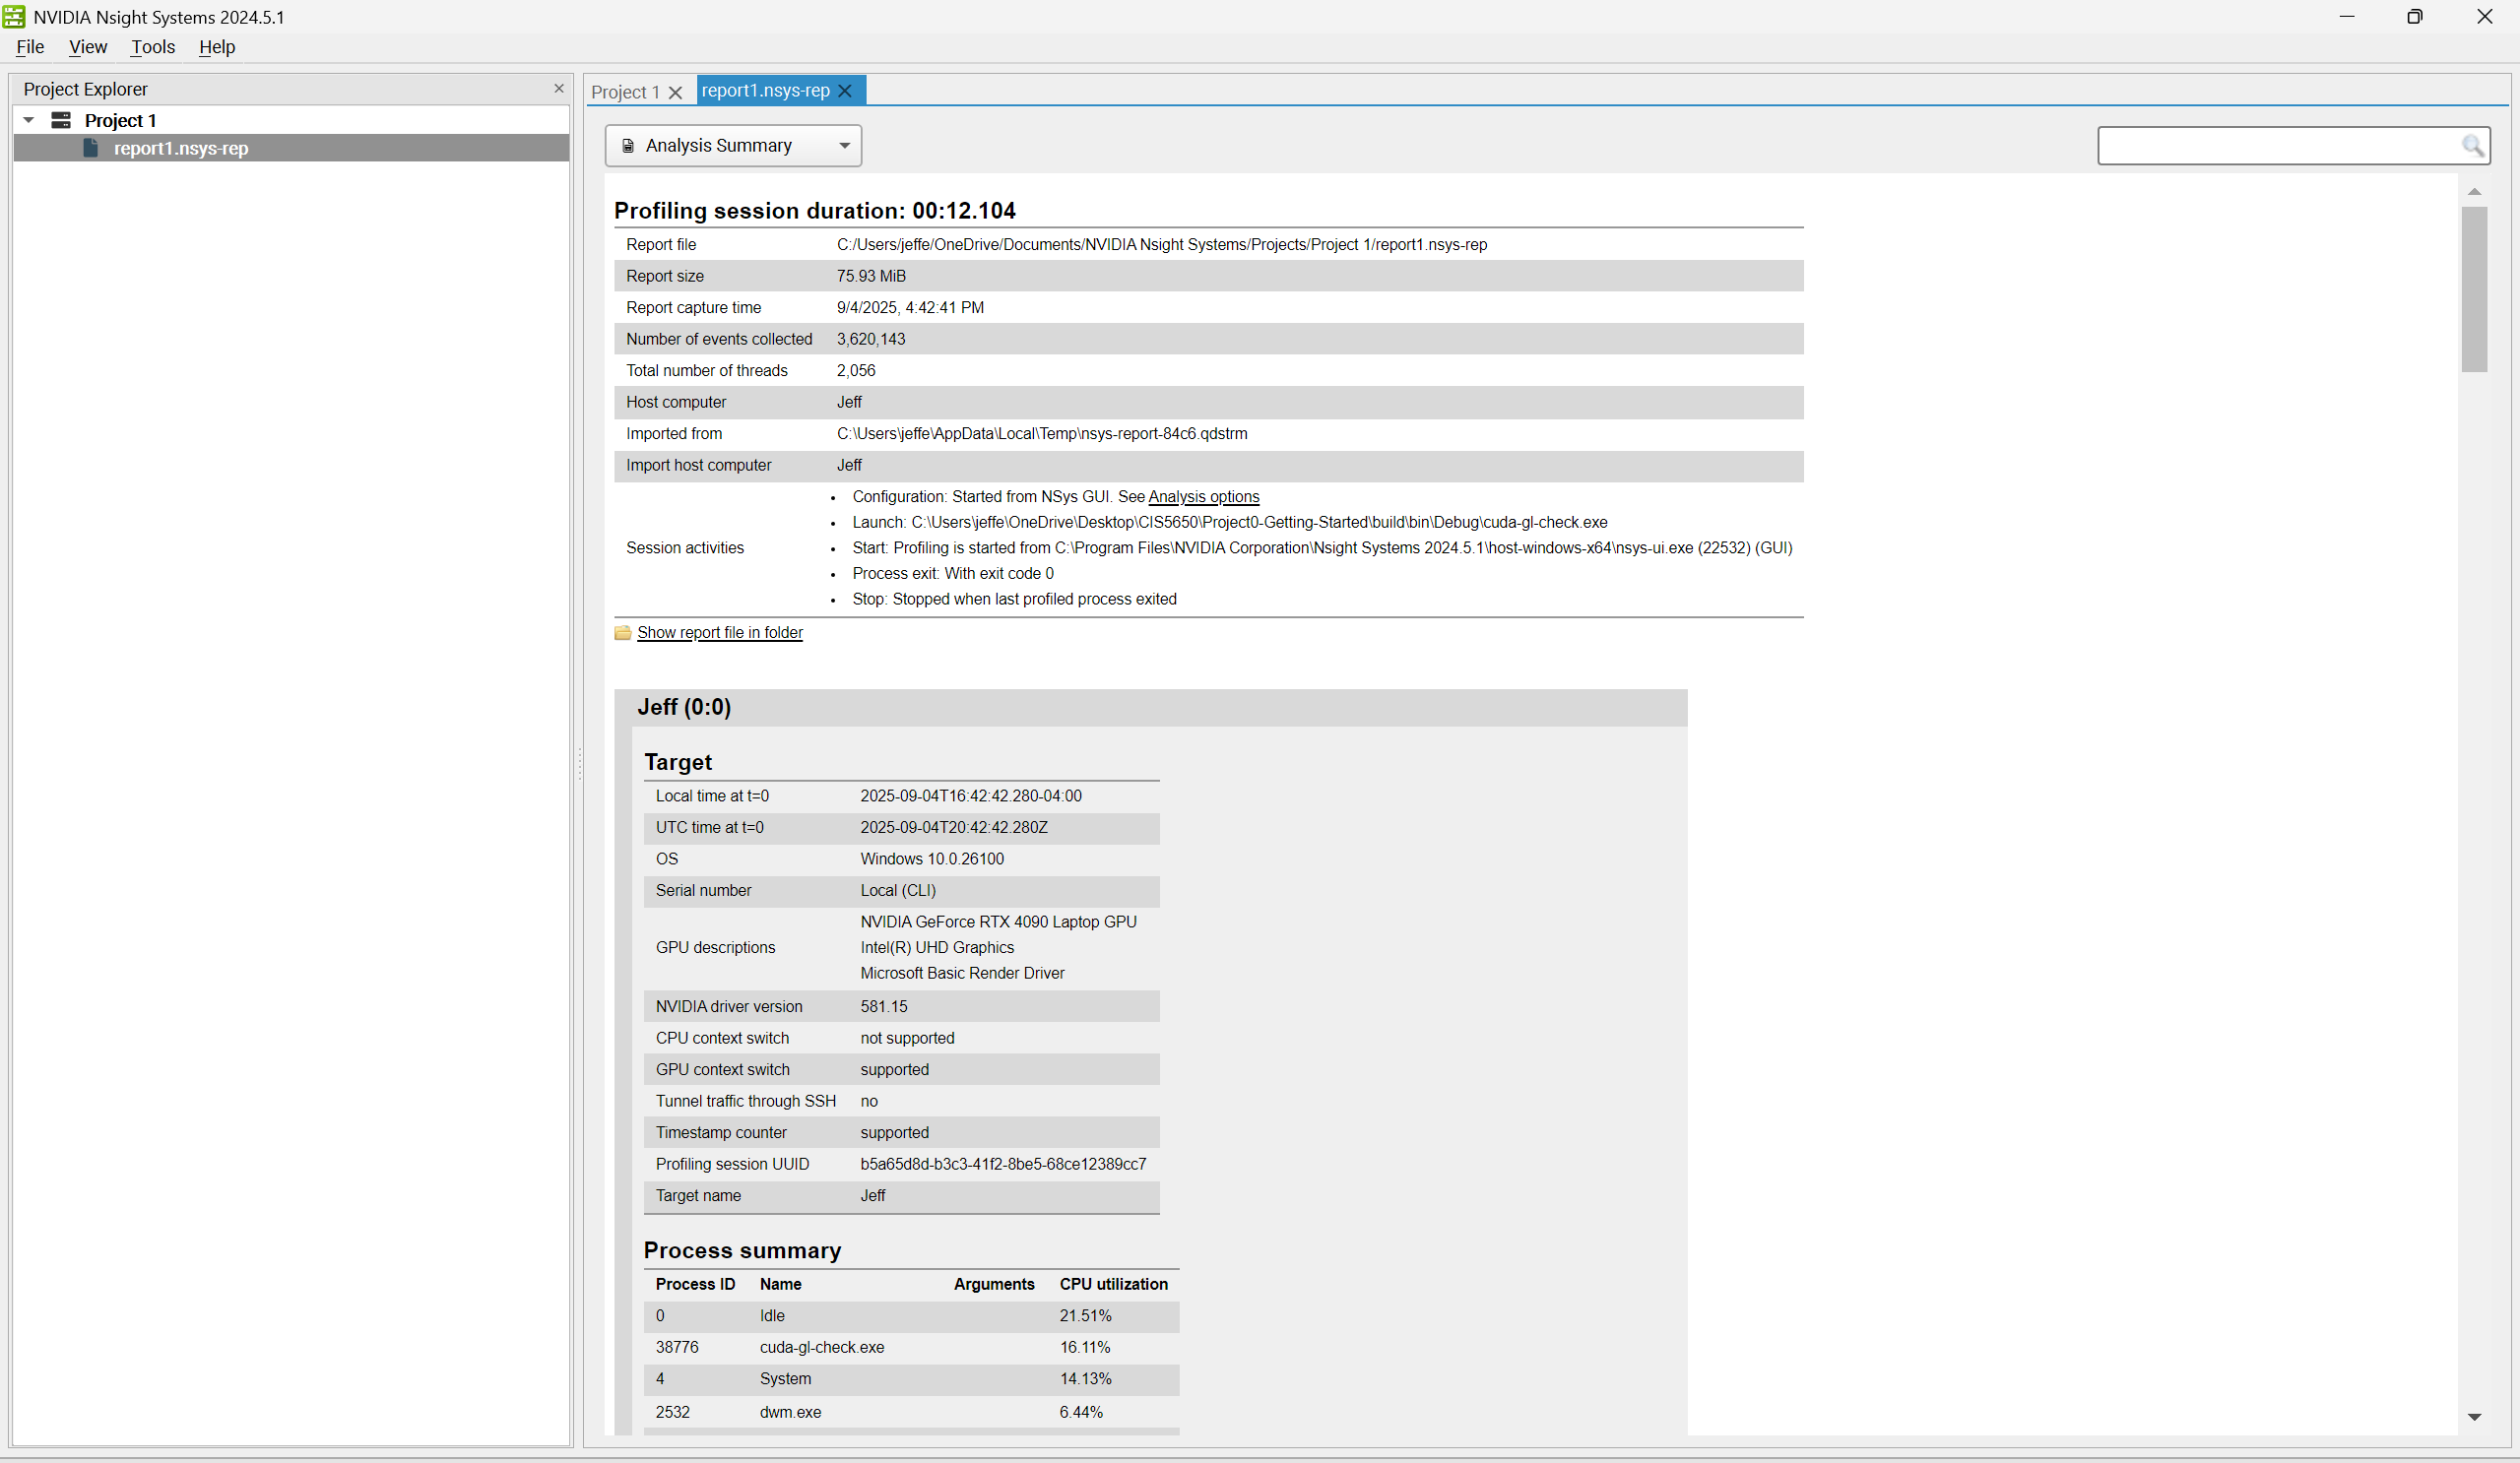 NVIDIA Nsight Systems 2024.5.1
File View Tools Help
Project Explorer
Project 1
report1.nsys-rep
Project 1 report1.nsys-rep
Analysis Summary
Profiling session duration: 00:12.104
Report file C:/Users/jeffe/OneDrive/Documents/NVIDIA Nsight Systems/Projects/Project 1/report1.nsys-rep
Report size 75.93 MiB
Report capture time 9/4/2025, 4:42:41 PM
Number of events collected 3,620,143
Total number of threads 2,056
Host computer Jeff
Imported from C:\Users\jeffe\AppData\Local\Temp\nsys-report-84c6.qdstrm
Import host computer Jeff
Session activities
• Configuration: Started from NSys GUI. See Analysis options
• Launch: C:\Users\jeffe\OneDrive\Desktop\CIS5650\Project0-Getting-Started\build\bin\Debug\cuda-gl-check.exe
• Start: Profiling is started from C:\Program Files\NVIDIA Corporation\Nsight Systems 2024.5.1\host-windows-x64\nsys-ui.exe (22532) (GUI)
• Process exit: With exit code 0
• Stop: Stopped when last profiled process exited
Show report file in folder
Jeff (0:0)
Target
Local time at t=0 2025-09-04T16:42:42.280-04:00
UTC time at t=0 2025-09-04T20:42:42.280Z
OS Windows 10.0.26100
Serial number Local (CLI)
GPU descriptions
NVIDIA GeForce RTX 4090 Laptop GPU
Intel(R) UHD Graphics
Microsoft Basic Render Driver
NVIDIA driver version 581.15
CPU context switch not supported
GPU context switch supported
Tunnel traffic through SSH no
Timestamp counter supported
Profiling session UUID b5a65d8d-b3c3-41f2-8be5-68ce12389cc7
Target name Jeff
Process summary
Process ID Name Arguments CPU utilization
0 Idle 21.51%
38776 cuda-gl-check.exe 16.11%
4 System 14.13%
2532 dwm.exe 6.44%